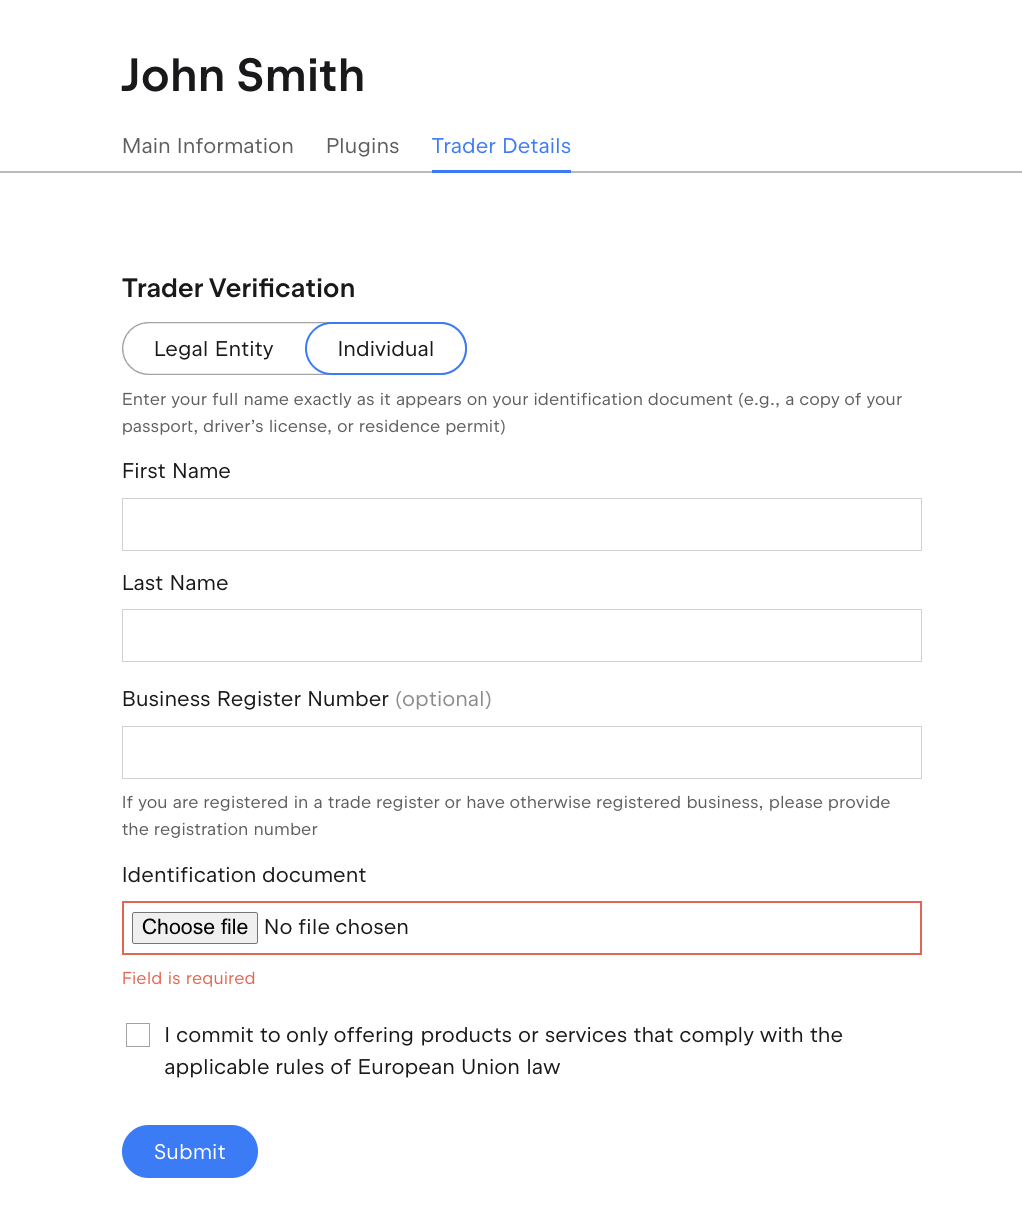 John Smith
Main Information Plugins Trader Details
Trader Verification
Legal Entity Individual
Enter your full name exactly as it appears on your identification document (e.g., a copy of your
passport, driver’s license, or residence permit)
First Name
Last Name
Business Register Number (optional)
If you are registered in a trade register or have otherwise registered business, please provide
the registration number
Identification document
Choose file No file chosen
Field is required
I commit to only offering products or services that comply with the
applicable rules of European Union law
Submit